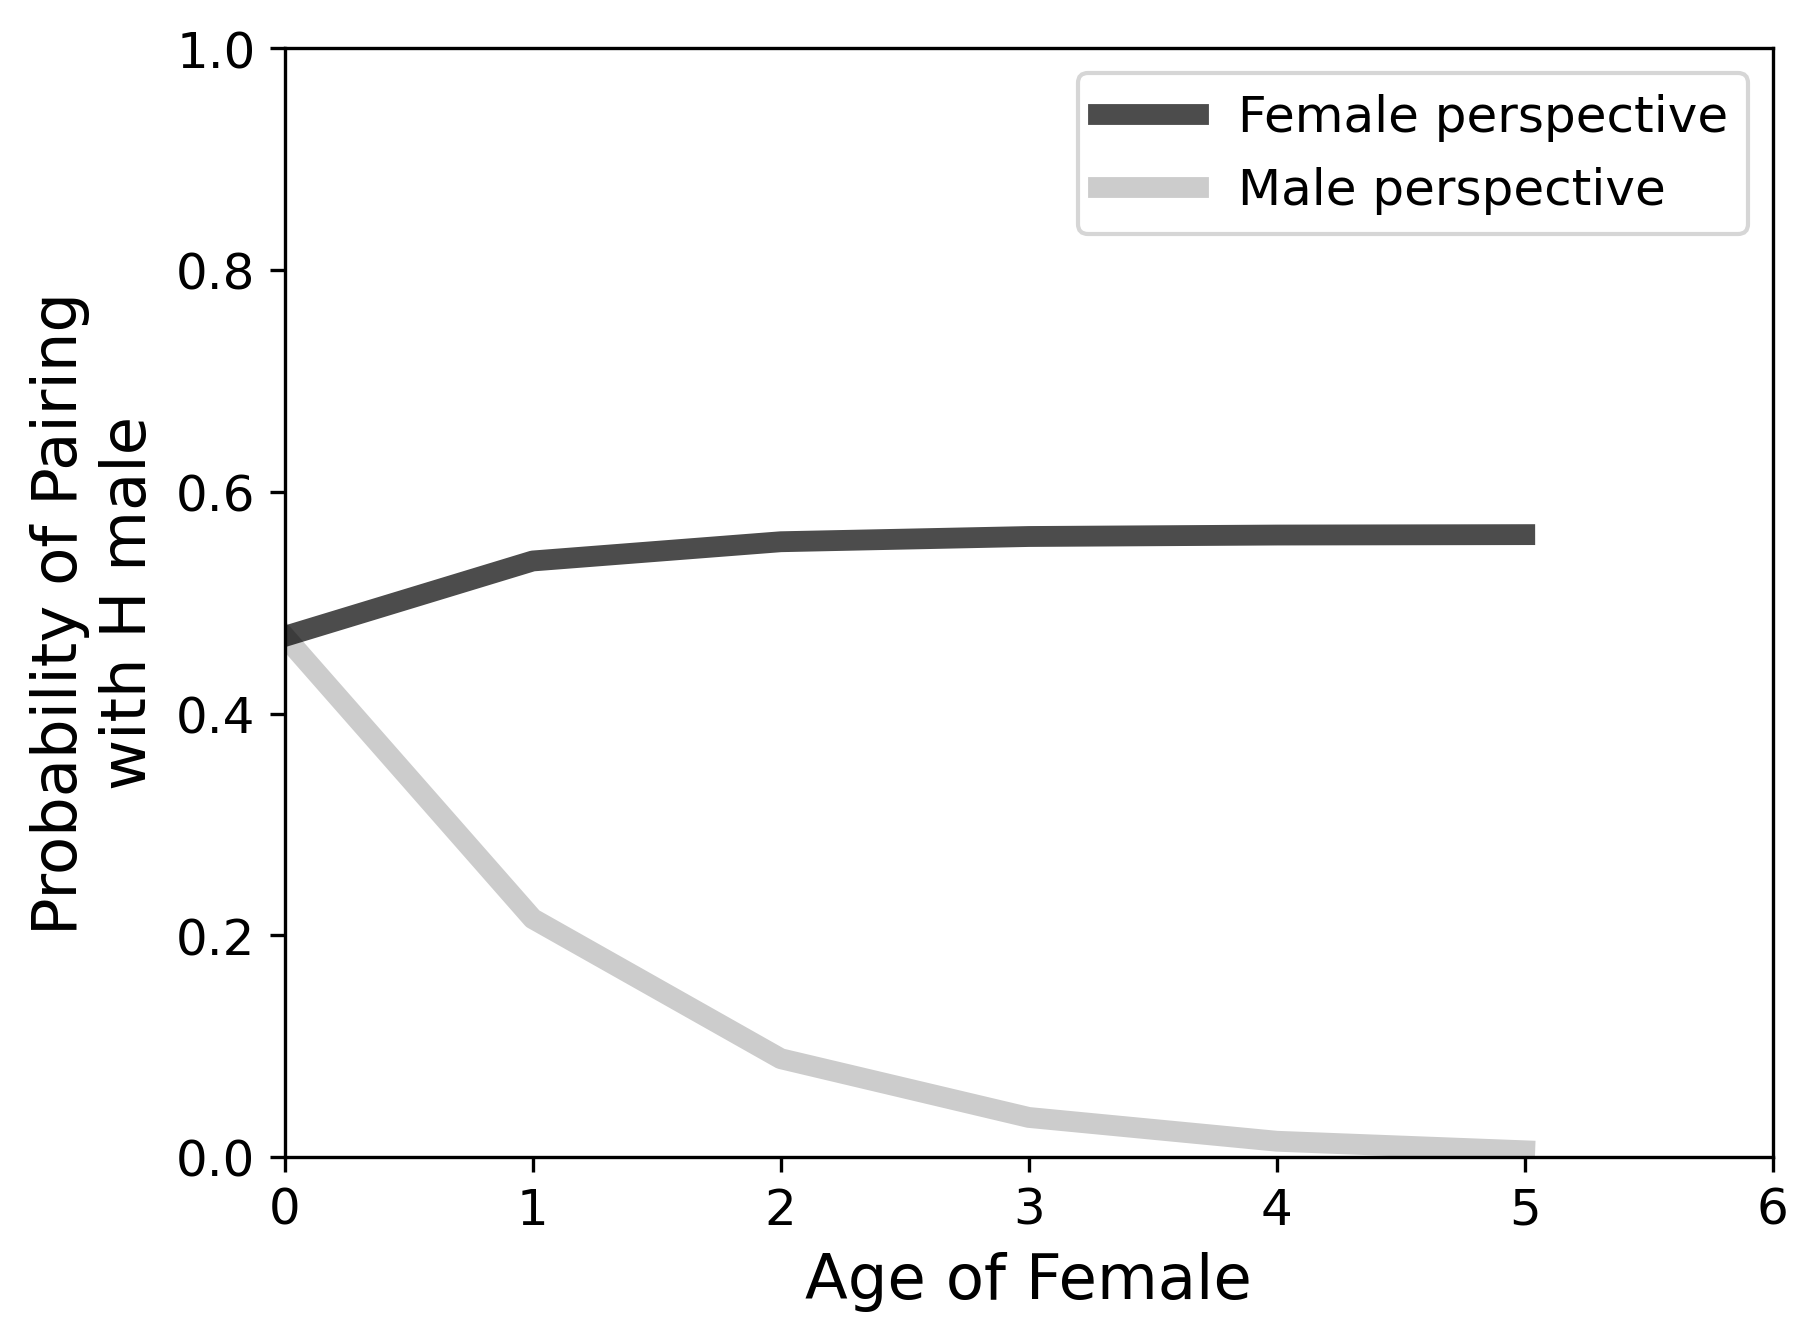 Probability of Pairing
with H male
1.0
0.8
0.6
0.4
0.2
0.0
Female perspective
Male perspective
0 1 2 3 4 5 6
Age of Female